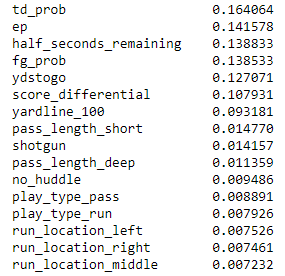 td_prob 0.164064
ep 0.141578
half_seconds_remaining 0.138833
fg_prob 0.138533
ydstogo 0.127071
score_differential 0.107931
yardline_100 0.093181
pass_length_short 0.014770
shotgun 0.014157
pass_length_deep 0.011359
no_huddle 0.009486
play_type_pass 0.008891
play_type_run 0.007926
run_location_left 0.007526
run_location_right 0.007461
run_location_middle 0.007232